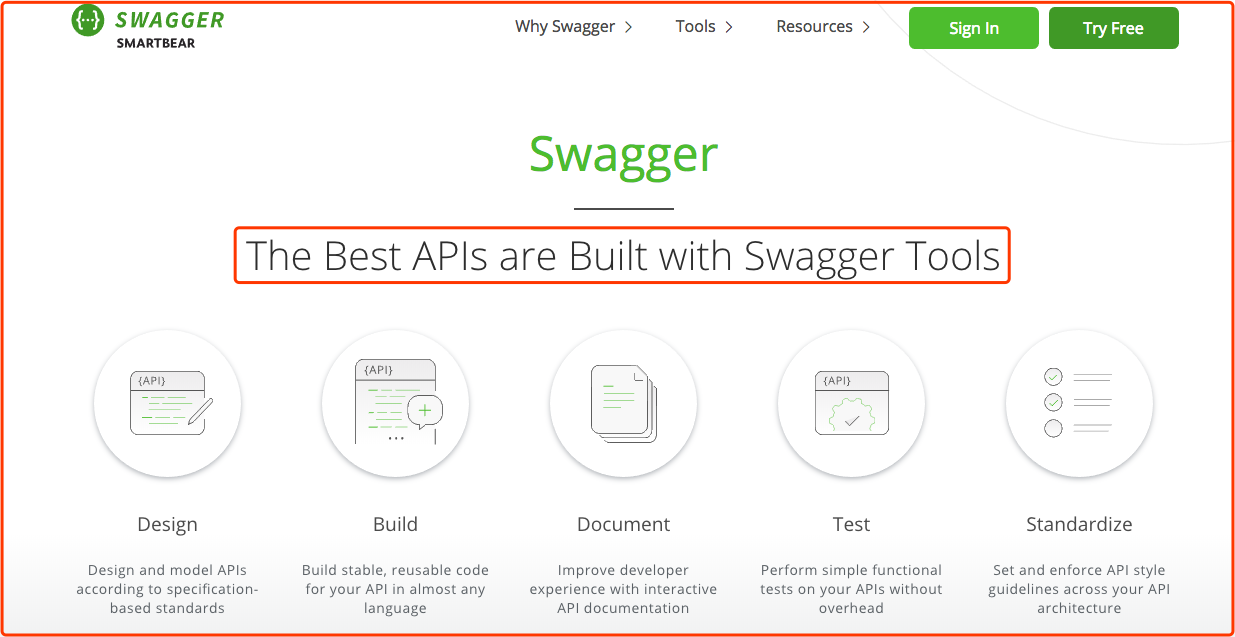 SWAGGER
SMARTBEAR
Why Swagger
Tools
Resources
Sign In
Try Free
Swagger
The Best APIs are Built with Swagger Tools
{API}
{API}
{API}
Design
Build
Document
Test
Standardize
Design and model APIs
according to specification-
based standards
Build stable, reusable code
for your API in almost any
language
Improve developer
experience with interactive
API documentation
Perform simple functional
tests on your APIs without
overhead
Set and enforce API style
guidelines across your API
architecture